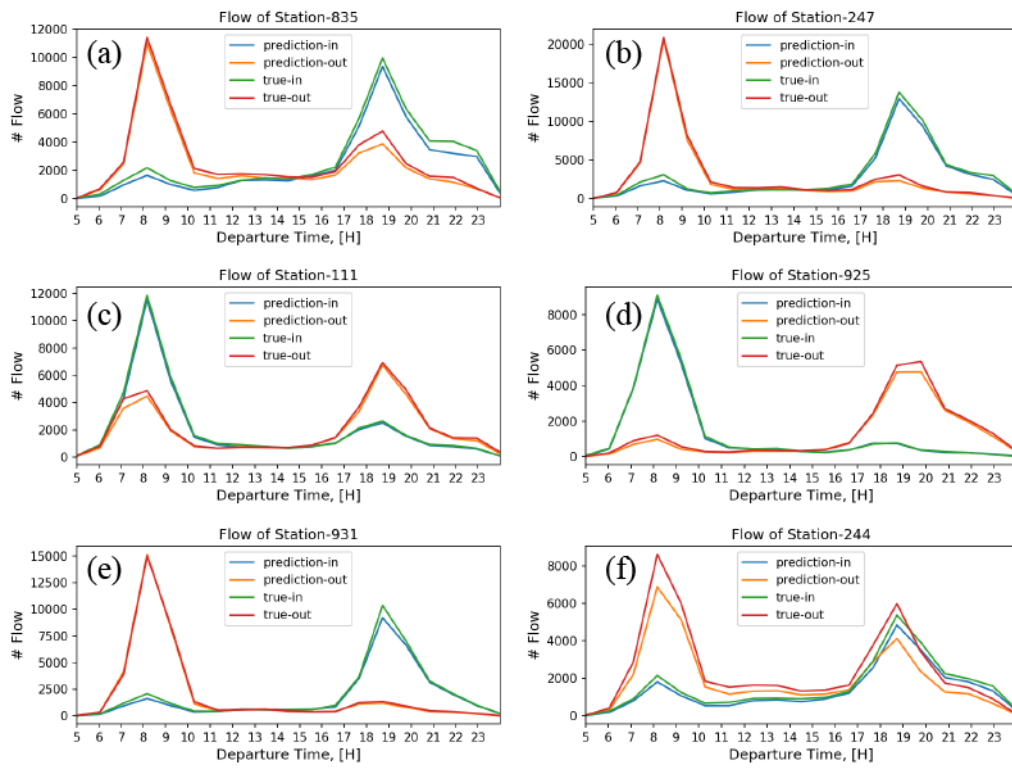 Flow of Station-835
(a)
prediction-in
prediction-out
true-in
true-out
# Flow
12000
10000
8000
6000
4000
2000
0
5 6 7 8 9 10 11 12 13 14 15 16 17 18 19 20 21 22 23
Departure Time, [H]
Flow of Station-247
(b)
prediction-in
prediction-out
true-in
true-out
# Flow
20000
15000
10000
5000
0
5 6 7 8 9 10 11 12 13 14 15 16 17 18 19 20 21 22 23
Departure Time, [H]
Flow of Station-111
(c)
prediction-in
prediction-out
true-in
true-out
# Flow
12000
10000
8000
6000
4000
2000
0
5 6 7 8 9 10 11 12 13 14 15 16 17 18 19 20 21 22 23
Departure Time, [H]
Flow of Station-925
(d)
prediction-in
prediction-out
true-in
true-out
# Flow
8000
6000
4000
2000
0
5 6 7 8 9 10 11 12 13 14 15 16 17 18 19 20 21 22 23
Departure Time, [H]
Flow of Station-931
(e)
prediction-in
prediction-out
true-in
true-out
# Flow
15000
12500
10000
7500
5000
2500
0
5 6 7 8 9 10 11 12 13 14 15 16 17 18 19 20 21 22 23
Departure Time, [H]
Flow of Station-244
(f)
prediction-in
prediction-out
true-in
true-out
# Flow
8000
6000
4000
2000
0
5 6 7 8 9 10 11 12 13 14 15 16 17 18 19 20 21 22 23
Departure Time, [H]